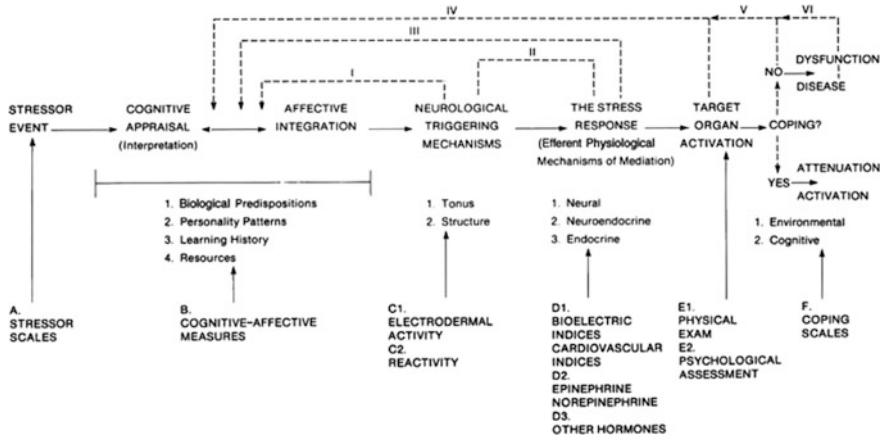 IV
V
VI
III
II
I
NO
DYSFUNCTION
DISEASE
STRESSOR
EVENT
COGNITIVE
APPRAISAL
(Interpretation)
AFFECTIVE
INTEGRATION
NEUROLOGICAL
TRIGGERING
MECHANISMS
THE STRESS
RESPONSE
(Efferent Physiological
Mechanisms of Mediation)
TARGET
ORGAN
ACTIVATION
COPING?
YES
ATTENUATION
ACTIVATION
1. Biological Predispositions
2. Personality Patterns
3. Learning History
4. Resources
1. Tonus
2. Structure
1. Neural
2. Neuroendocrine
3. Endocrine
1. Environmental
2. Cognitive
A.
STRESSOR
SCALES
B.
COGNITIVE-AFFECTIVE
MEASURES
C1.
ELECTRODERMAL
ACTIVITY
C2.
REACTIVITY
D1.
BIOELECTRIC
INDICES
CARDIOVASCULAR
INDICES
D2.
EPINEPHRINE
NOREPINEPHRINE
D3.
OTHER HORMONES
E1.
PHYSICAL
EXAM
E2.
PSYCHOLOGICAL
ASSESSMENT
F.
COPING
SCALES